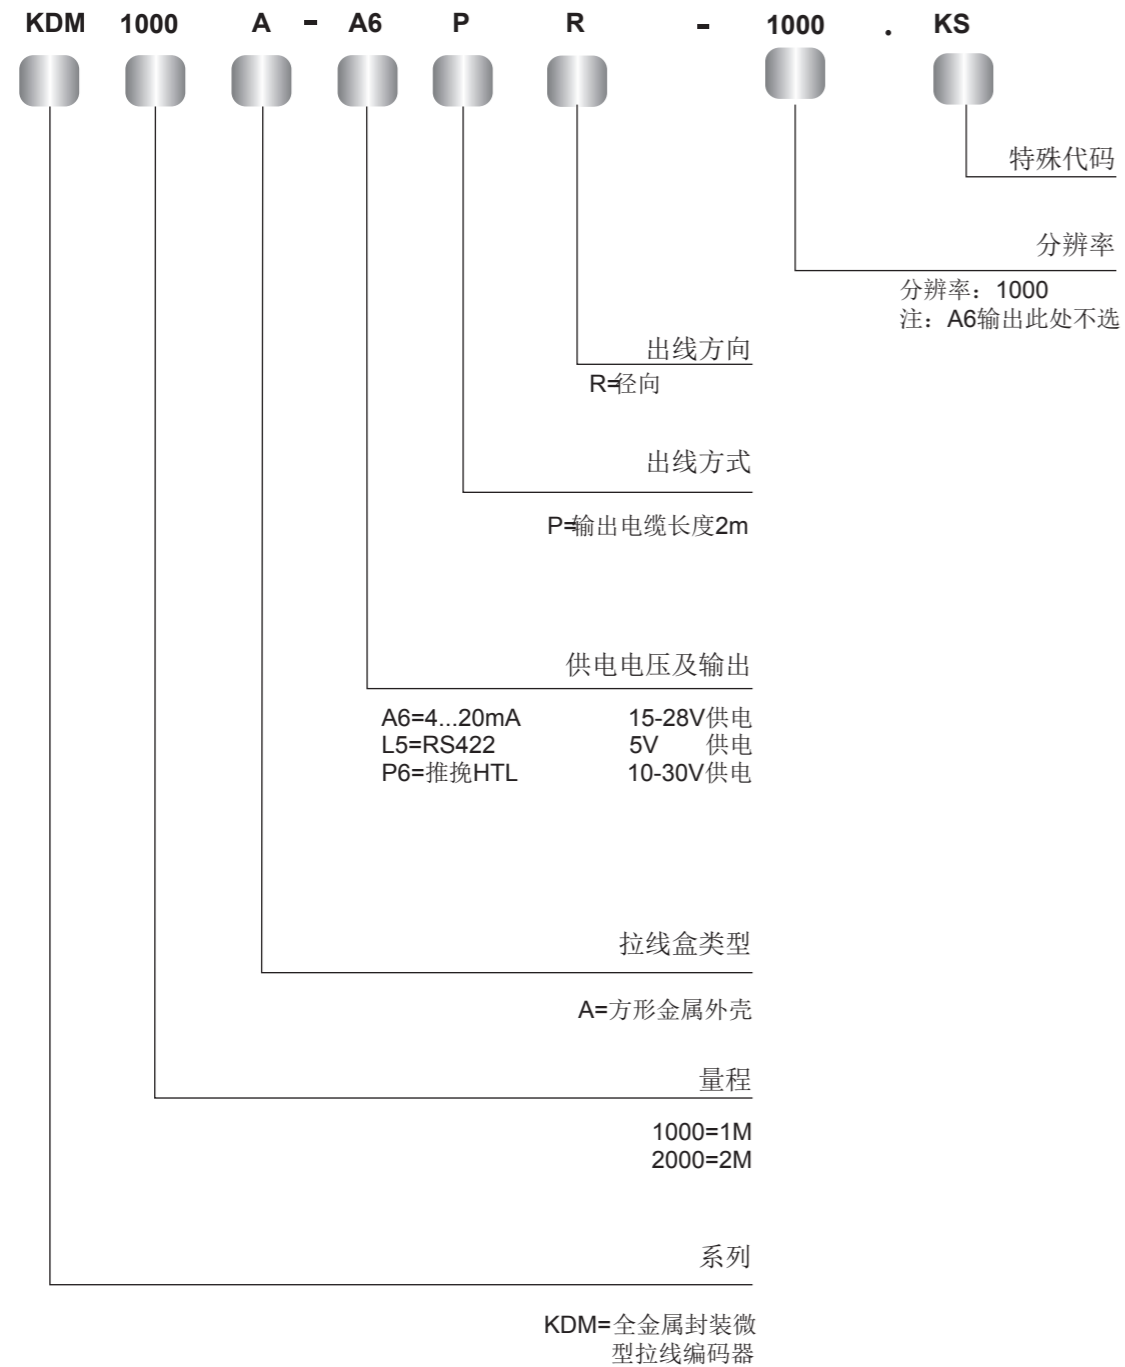 KDM 1000 A - A6 P R - 1000 . KS
特殊代码
分辨率
分辨率：1000
注：A6输出此处不选
出线方向
R=径向
出线方式
P=输出电缆长度2m
供电电压及输出
A6=4...20mA 15-28V供电
L5=RS422 5V 供电
P6=推挽HTL 10-30V供电
拉线盒类型
A=方形金属外壳
量程
1000=1M
2000=2M
系列
KDM=全金属封装微
型拉线编码器